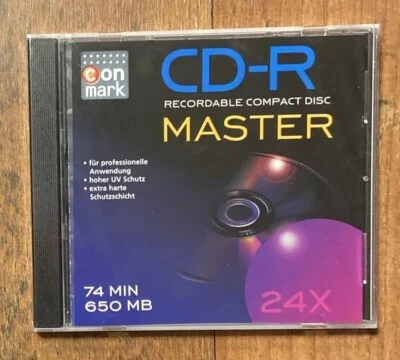 con
mark
CD-R
RECORDABLE COMPACT DISC
MASTER
• für professionelle
Anwendung
• hoher UV Schutz
• extra harte
Schutzschicht
74 MIN
650 MB
24X